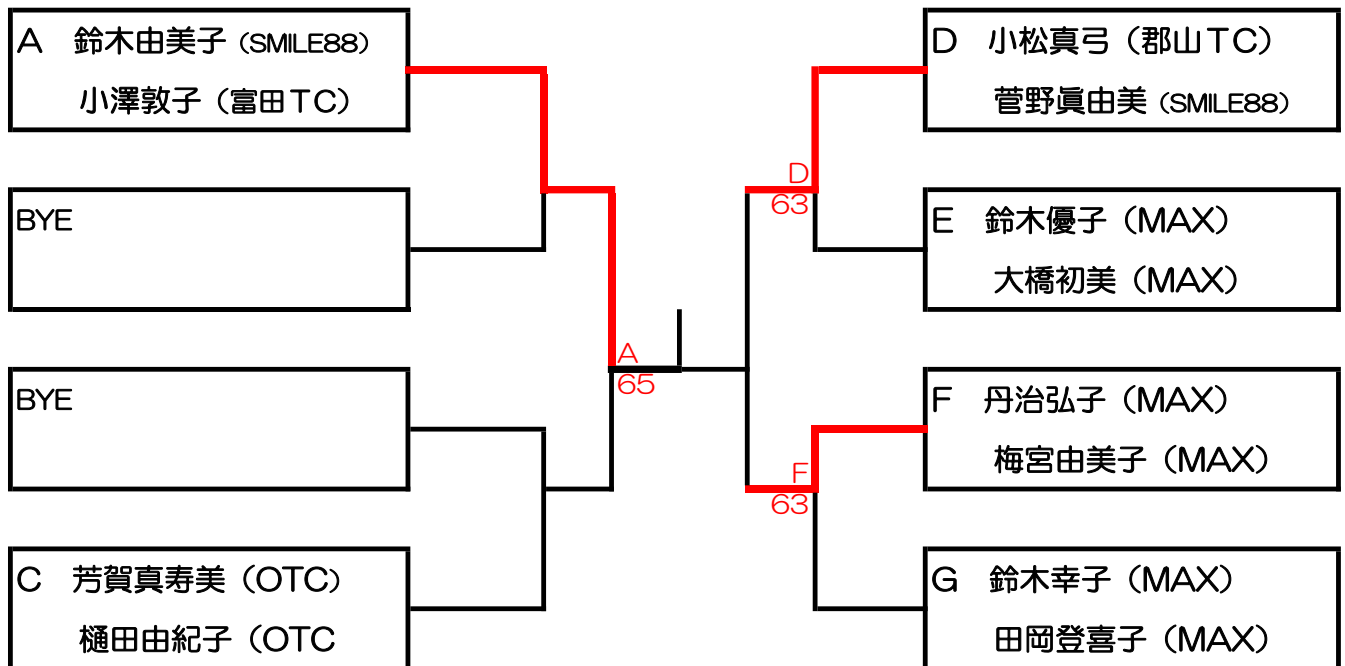 A 鈴木由美子（SMILE88）
小澤敦子（富田TC）
BYE
BYE
C 芳賀真寿美（OTC）
樋田由紀子（OTC
A
65
D
63
F
63
D 小松真弓（郡山TC）
菅野眞由美（SMILE88）
E 鈴木優子（MAX）
大橋初美（MAX）
F 丹治弘子（MAX）
梅宮由美子（MAX）
G 鈴木幸子（MAX）
田岡登喜子（MAX）